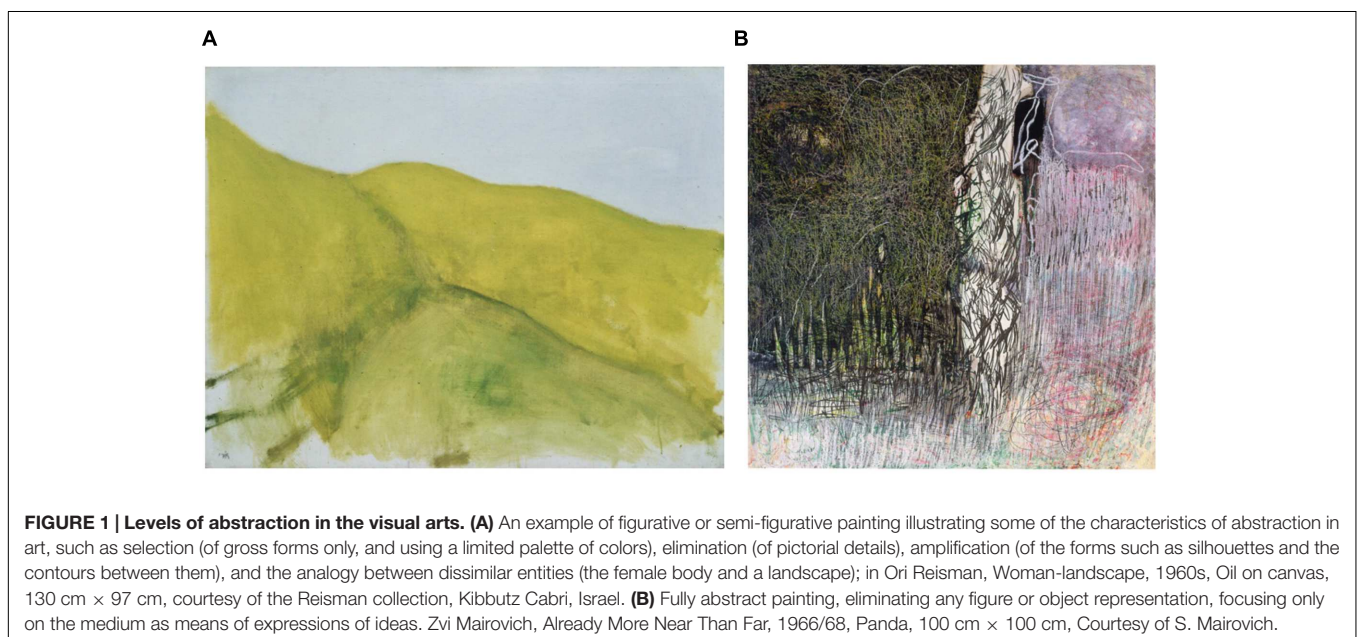 A
B
FIGURE 1 | Levels of abstraction in the visual arts. (A) An example of figurative or semi-figurative painting illustrating some of the characteristics of abstraction in
art, such as selection (of gross forms only, and using a limited palette of colors), elimination (of pictorial details), amplification (of the forms such as silhouettes and the
contours between them), and the analogy between dissimilar entities (the female body and a landscape); in Ori Reisman, Woman-landscape, 1960s, Oil on canvas,
130 cm × 97 cm, courtesy of the Reisman collection, Kibbutz Cabri, Israel. (B) Fully abstract painting, eliminating any figure or object representation, focusing only
on the medium as means of expressions of ideas. Zvi Mairovich, Already More Near Than Far, 1966/68, Panda, 100 cm × 100 cm, Courtesy of S. Mairovich.